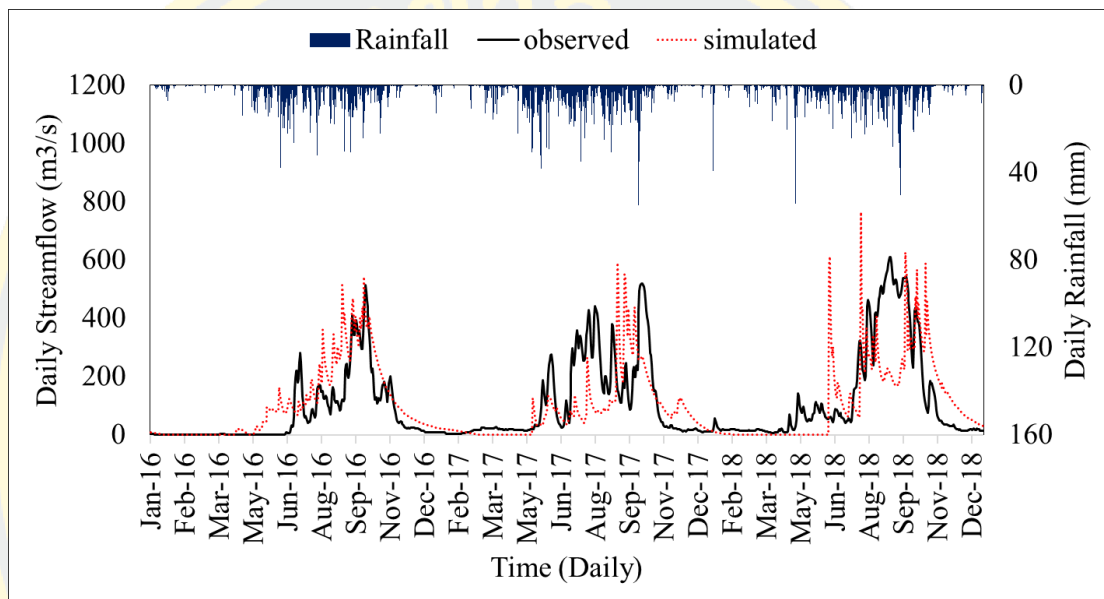 Rainfall observed simulated
Daily Streamflow (m3/s)
1200
1000
800
600
400
200
0
0
40
80
120
160
Daily Rainfall (mm)
Jan-16
Feb-16
Mar-16
May-16
Jun-16
Aug-16
Sep-16
Nov-16
Dec-16
Feb-17
Mar-17
May-17
Jun-17
Aug-17
Sep-17
Nov-17
Dec-17
Feb-18
Mar-18
May-18
Jun-18
Aug-18
Sep-18
Nov-18
Dec-18
Time (Daily)